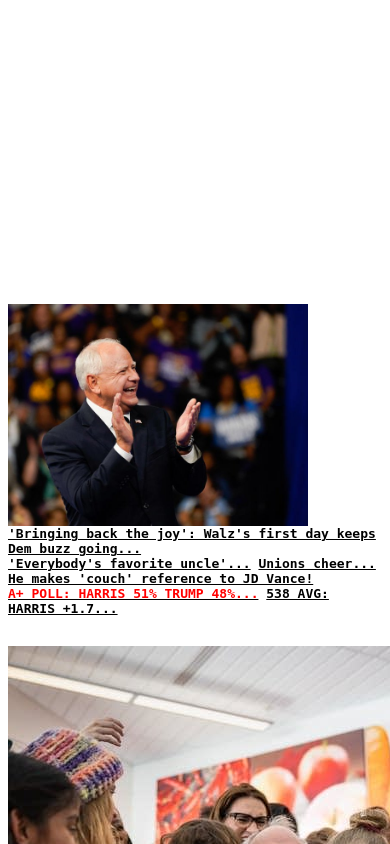 'Bringing back the joy': Walz's first day keeps
Dem buzz going...
'Everybody's favorite uncle'... Unions cheer...
He makes 'couch' reference to JD Vance!
A+ POLL: HARRIS 51% TRUMP 48%... 538 AVG:
HARRIS +1.7...